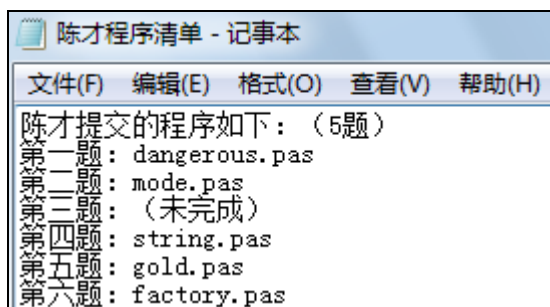 陈才程序清单 - 记事本
文件(F) 编辑(E) 格式(O) 查看(V) 帮助(H)
陈才提交的程序如下：（5题）
第一题：dangerous.pas
第二题：mode.pas
第三题：（未完成）
第四题：string.pas
第五题：gold.pas
第六题：factory.pas